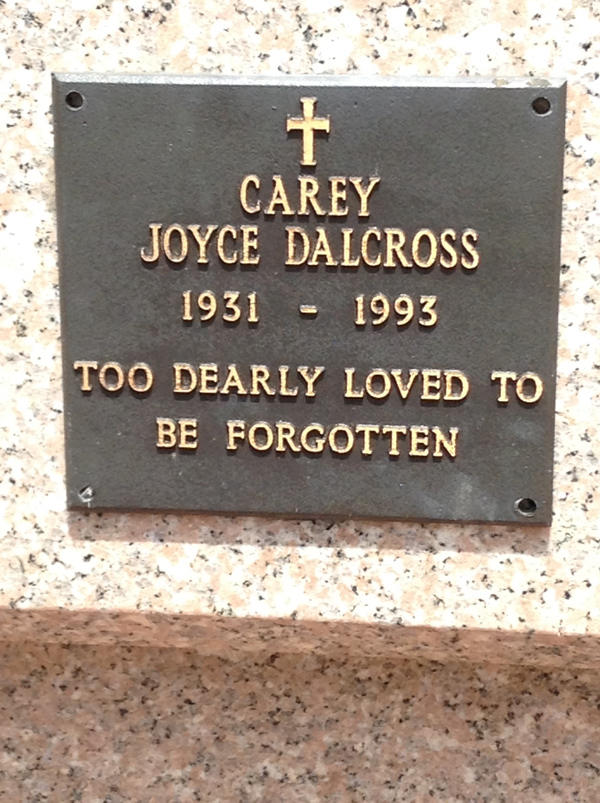 CAREY
JOYCE DALCROSS
1931 - 1993
TOO DEARLY LOVED TO
BE FORGOTTEN